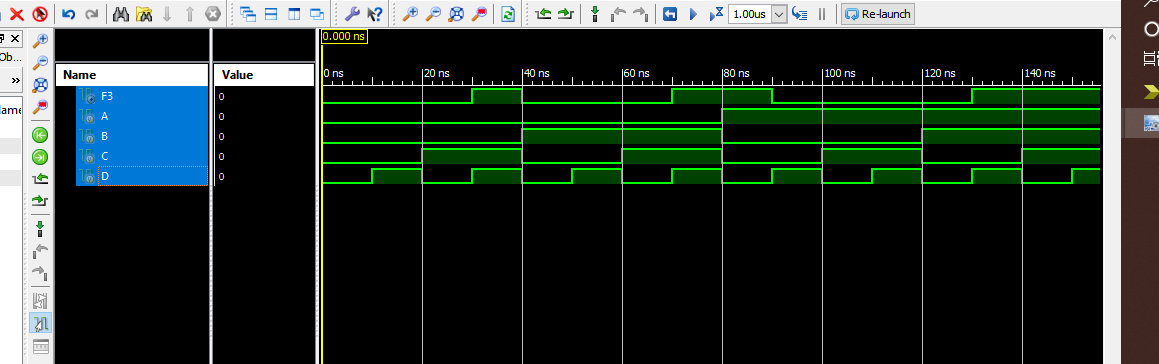 1.00us Re-launch
Ob...
»
lame
0.000 ns
Name Value
0 ns 20 ns 40 ns 60 ns 80 ns 100 ns 120 ns 140 ns
F3 0
A 0
B 0
C 0
D 0